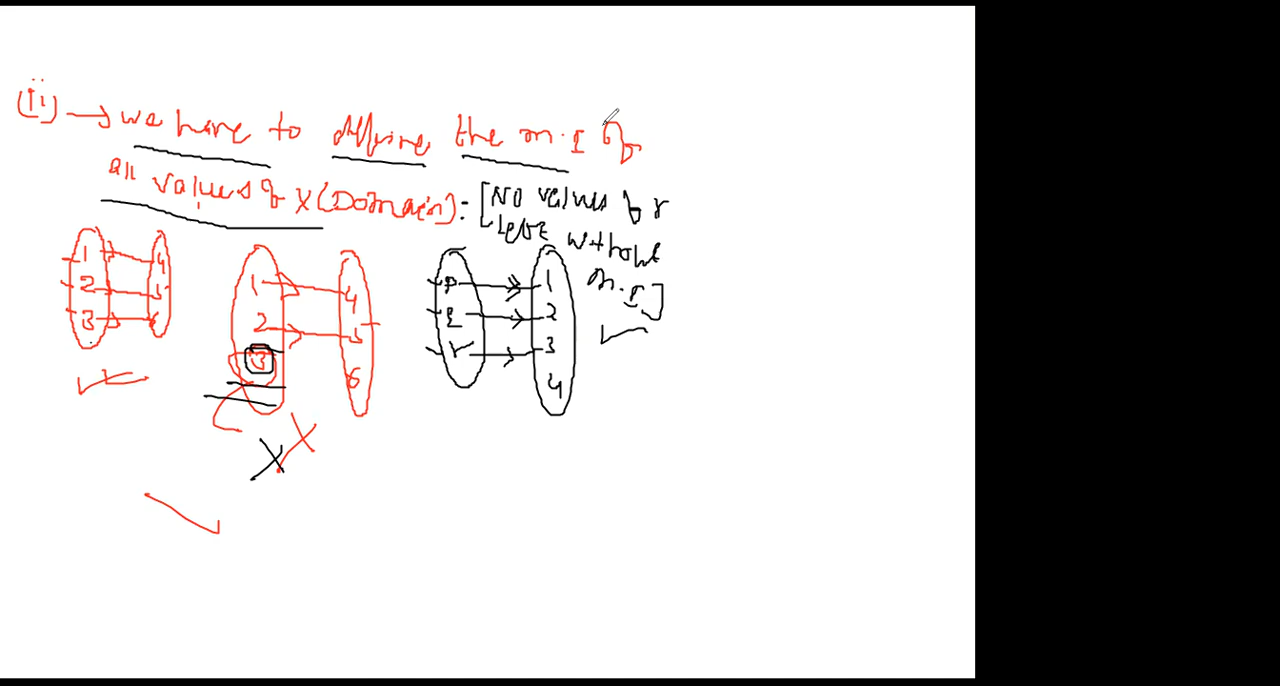 (ii) → we have to define the m.I of
all values of X (Domain): [No values of x
left without
m.I]
1 4
2 5
3 6
1 4
2 5
3 6
P 1
q 2
r 3
4